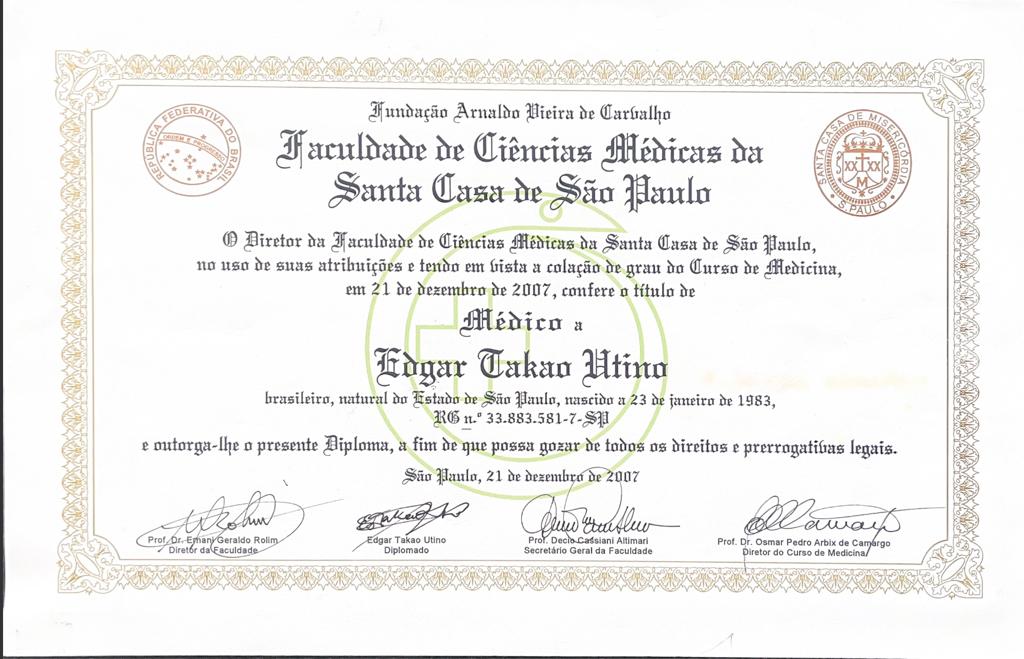 Fundação Arnaldo Vieira de Carvalho
Faculdade de Ciências Médicas da
Santa Casa de São Paulo
REPÚBLICA FEDERATIVA DO BRASIL
ORDEM E PROGRESSO
SANTA CASA DE MISERICÓRDIA
XX XX
M
S. PAULO
O Diretor da Faculdade de Ciências Médicas da Santa Casa de São Paulo,
no uso de suas atribuições e tendo em vista a colação de grau do Curso de Medicina,
em 21 de dezembro de 2007, confere o título de
Médico a
Edgar Takao Utino
brasileiro, natural do Estado de São Paulo, nascido a 23 de janeiro de 1983,
RG n.º 33.883.581-7-SP
e outorga-lhe o presente Diploma, a fim de que possa gozar de todos os direitos e prerrogativas legais.
São Paulo, 21 de dezembro de 2007
Prof. Dr. Ernani Geraldo Rolim
Diretor da Faculdade
Edgar Takao Utino
Diplomado
Prof. Decio Cassiani Altimari
Secretário Geral da Faculdade
Prof. Dr. Osmar Pedro Arbix de Camargo
Diretor do Curso de Medicina